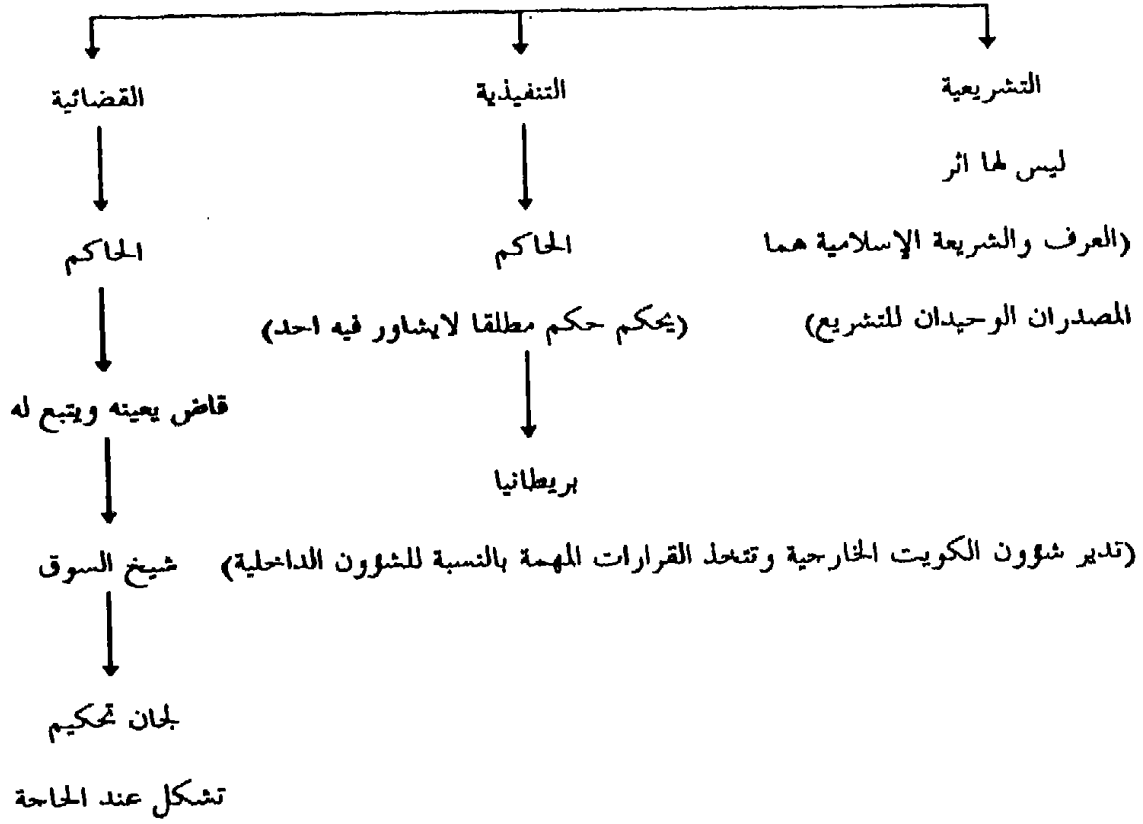 التشريعية
التنفيذية
القضائية
ليس لها اثر
الحاكم
الحاكم
(العرف والشريعة الإسلامية هما
المصدران الوحيدان للتشريع)
(يحكم حكم مطلقا لايشاور فيه احد)
قاض يعينه ويتبع له
بريطانيا
(تدير شؤون الكويت الخارجية وتتخذ القرارات المهمة بالنسبة للشؤون الداخلية)
شيخ السوق
لجان تحكيم
تشكل عند الحاجة